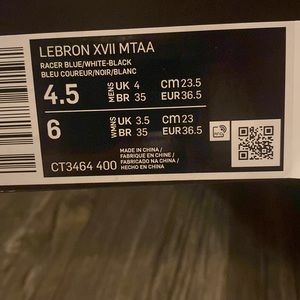 LEBRON XVII MTAA
RACER BLUE/WHITE-BLACK
BLEU COUREUR/NOIR/BLANC
4.5 MENS UK 4 CM 23.5
BR 35 EUR 36.5
6 WMNS UK 3.5 CM 23
BR 35 EUR 36.5
CT3464 400
MADE IN CHINA /
FABRIQUÉ EN CHINE /
FABRICADO NA CHINA /
HECHO EN CHINA